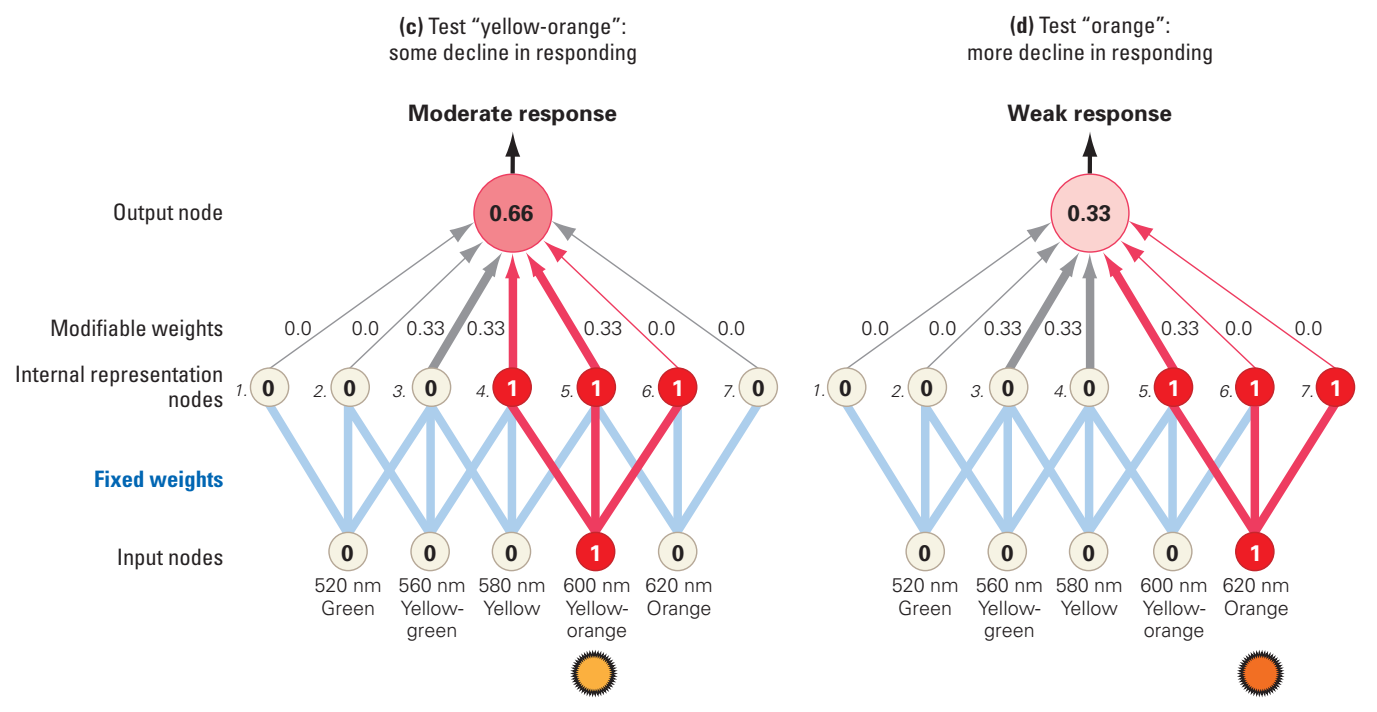 (c) Test “yellow-orange”:
some decline in responding
Moderate response
(d) Test “orange”:
more decline in responding
Weak response
Output node
0.66
0.33
Modifiable weights
0.0 0.0 0.33 0.33 0.33 0.0 0.0
0.0 0.0 0.33 0.33 0.33 0.0 0.0
Internal representation
nodes
1. 0 2. 0 3. 0 4. 1 5. 1 6. 1 7. 0
1. 0 2. 0 3. 0 4. 0 5. 1 6. 1 7. 1
Fixed weights
Input nodes
0 0 0 1 0
0 0 0 0 1
520 nm 560 nm 580 nm 600 nm 620 nm
Green Yellow- Yellow Yellow- Orange
green orange
520 nm 560 nm 580 nm 600 nm 620 nm
Green Yellow- Yellow Yellow- Orange
green orange